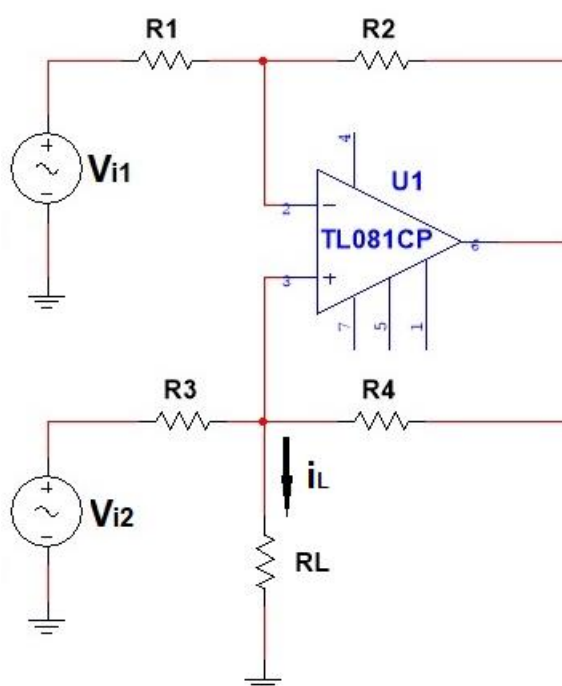 R1 R2
+
Vi1
-
4
U1
2 -
TL081CP
6
3 +
7 5 1
R3 R4
+
Vi2
-
iL
RL